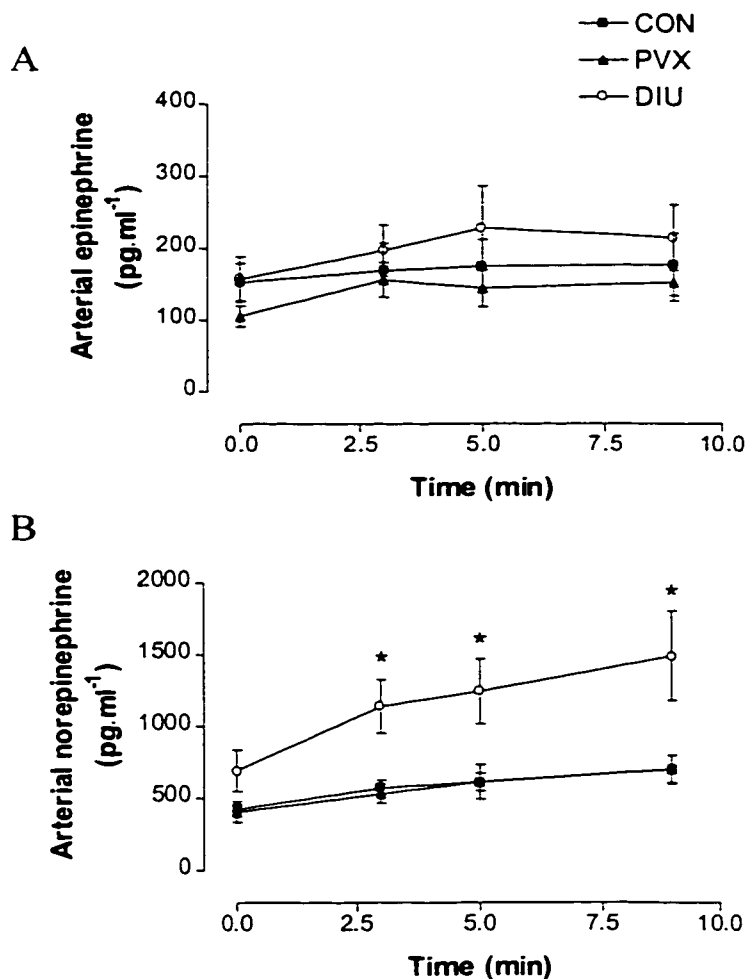 CON
PVX
DIU
A
Arterial epinephrine
(pg.ml⁻¹)
400
300
200
100
0
0.0 2.5 5.0 7.5 10.0
Time (min)
B
Arterial norepinephrine
(pg.ml⁻¹)
2000
1500
1000
500
0
0.0 2.5 5.0 7.5 10.0
Time (min)